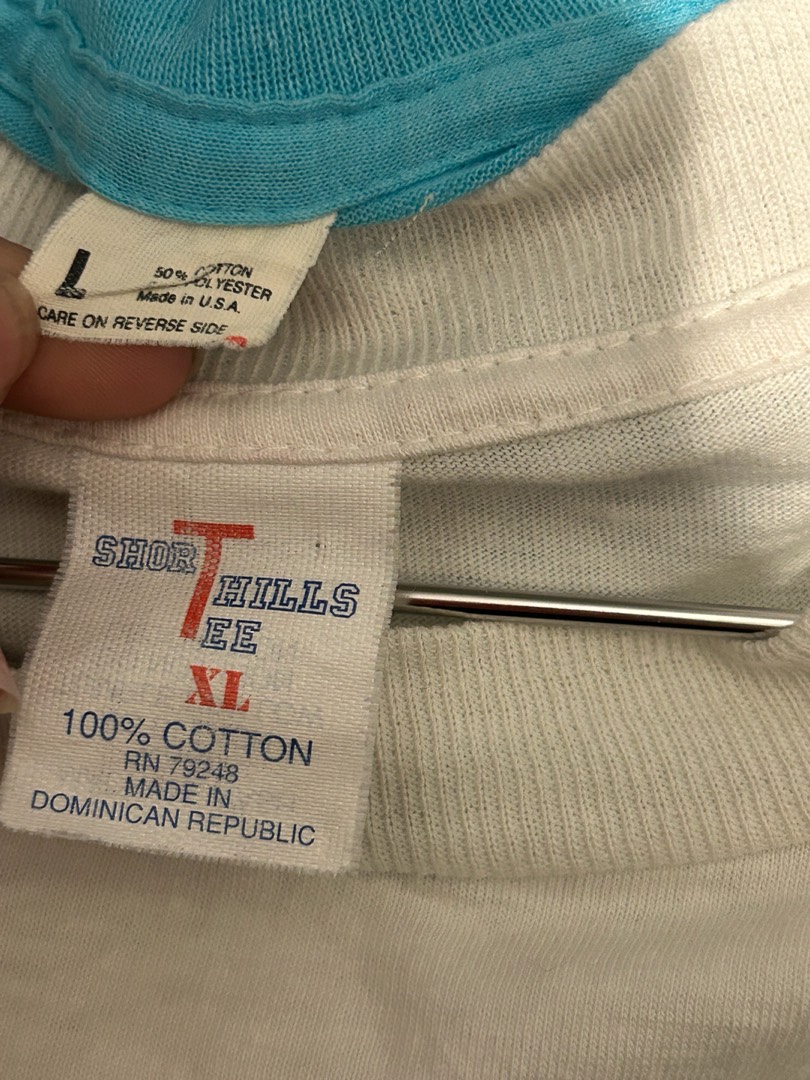 L
50% COTTON
POLYESTER
Made in U.S.A.
CARE ON REVERSE SIDE
SHORT HILLS
TEE
XL
100% COTTON
RN 79248
MADE IN
DOMINICAN REPUBLIC